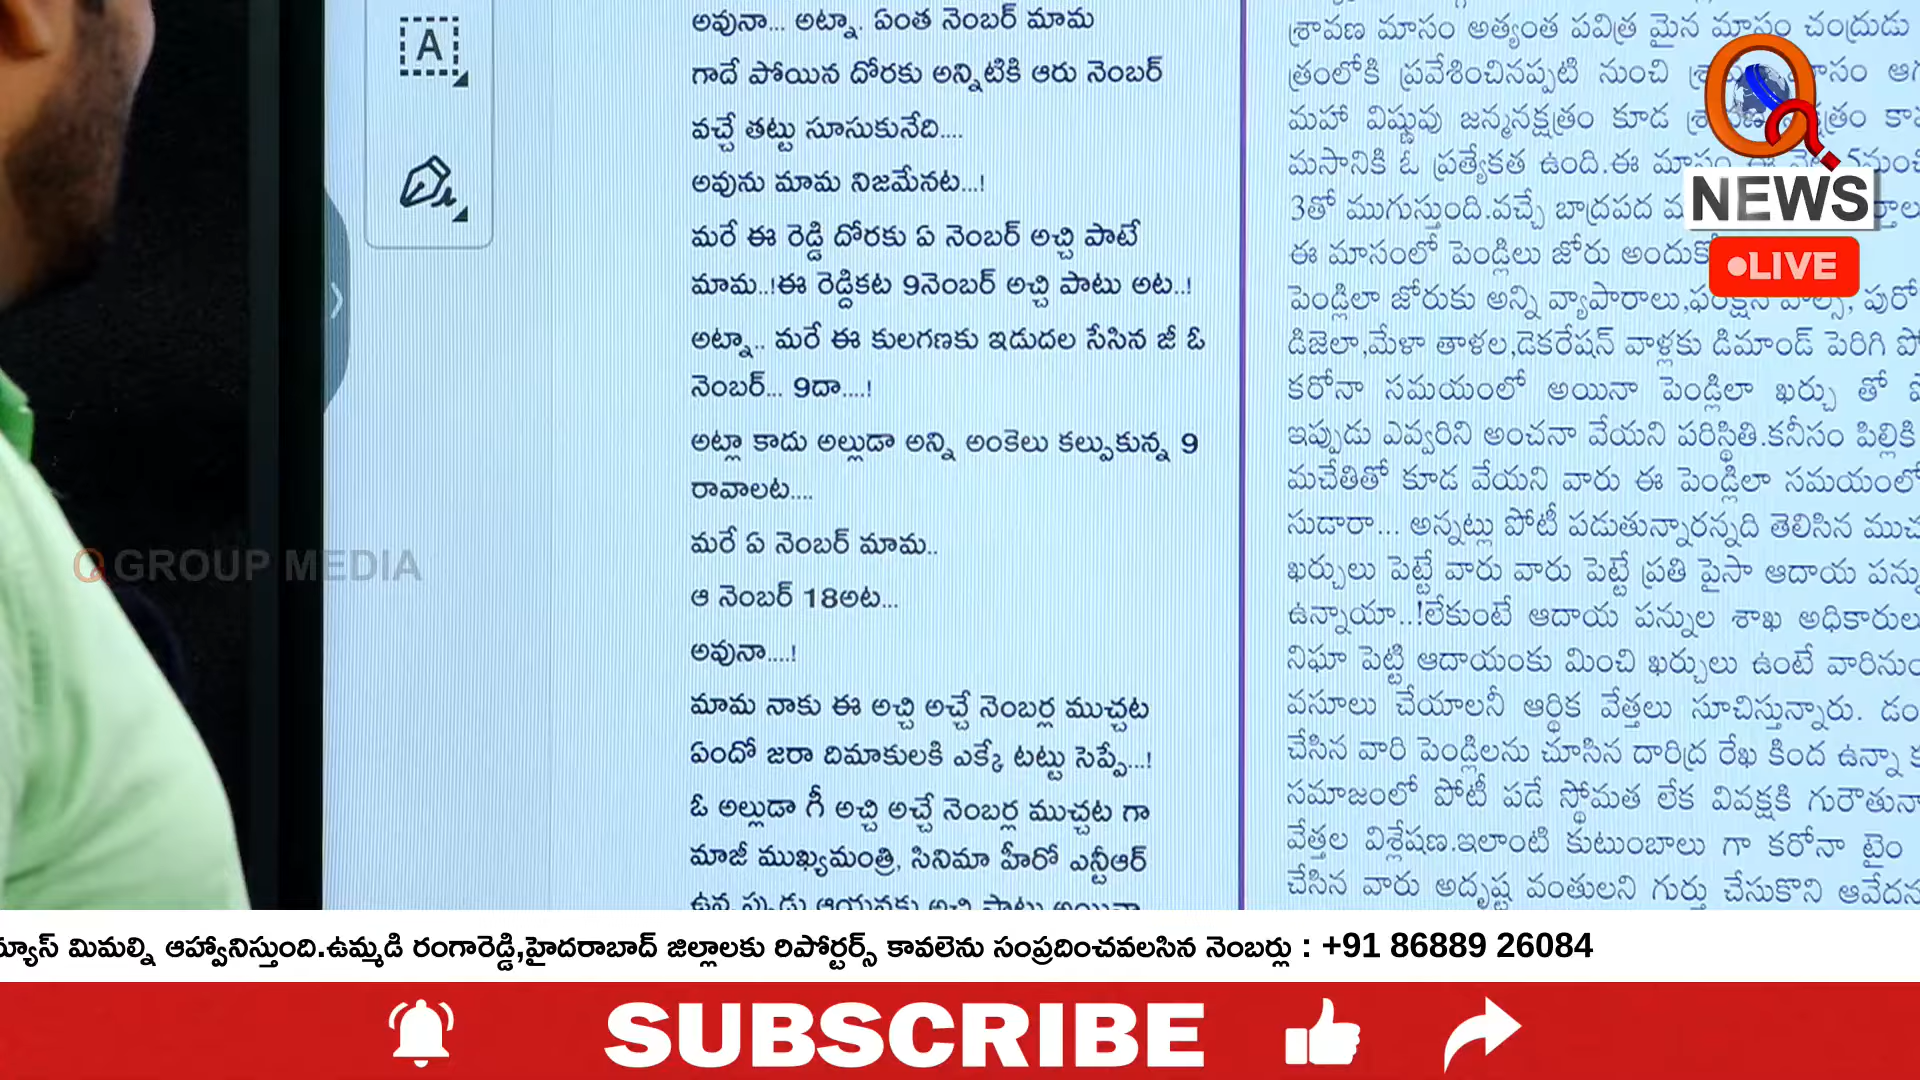 A
అవునా... అట్నా. ఏంత నెంబర్ మామ
గాదే పోయిన దోరకు అన్నిటికి ఆరు నెంబర్
వచ్చే తట్టు సూసుకునేది....
అవును మామ నిజమేనట...!
మరే ఈ రెడ్డి దోరకు ఏ నెంబర్ అచ్చి పాటే
మామ..!ఈ రెడ్డికట 9నెంబర్ అచ్చి పాటు అట..!
అట్నా.. మరే ఈ కులగణకు ఇడుదల సేసిన జీ ఓ
నెంబర్... 9దా....!
అట్లా కాదు అల్లుడా అన్ని అంకెలు కల్పుకున్న 9
రావాలట....
మరే ఏ నెంబర్ మామ..
ఆ నెంబర్ 18అట...
అవునా....!
మామ నాకు ఈ అచ్చి అచ్చే నెంబర్ల ముచ్చట
ఏందో జరా దిమాకులకి ఎక్కే టట్టు సెప్పే...!
ఓ అల్లుడా గీ అచ్చి అచ్చే నెంబర్ల ముచ్చట గా
మాజీ ముఖ్యమంత్రి, సినిమా హీరో ఎన్టీఆర్
శ్రావణ మాసం అత్యంత పవిత్ర మైన మాసం చంద్రుడు
త్రంలోకి ప్రవేశించినప్పటి నుంచి
మహా విష్ణువు జన్మనక్షత్రం కూడ
మసానికి ఓ ప్రత్యేకత ఉంది.ఈ మాసం
3తో ముగుస్తుంది.వచ్చే బాద్రపద
ఈ మాసంలో పెండ్లిలు జోరు
పెండ్లిలా జోరుకు అన్ని వ్యాపారాలు,
డిజెలా,మేళా తాళల,డెకరేషన్ వాళ్లకు డిమాండ్ పెరిగి
కరోనా సమయంలో అయినా పెండ్లిలా ఖర్చు తో
ఇప్పుడు ఎవ్వరిని అంచనా వేయని పరిస్థితి.కనీసం పిల్లికి
మచేతితో కూడ వేయని వారు ఈ పెండ్లిలా సమయంలో
సుడారా... అన్నట్లు పోటీ పడుతున్నారన్నది తెలిసిన
ఖర్చులు పెట్టే వారు వారు పెట్టే ప్రతి పైసా ఆదాయ
ఉన్నాయా..!లేకుంటే ఆదాయ పన్నుల శాఖ అధికారులు
నిఘా పెట్టి ఆదాయంకు మించి ఖర్చులు ఉంటే
వసూలు చేయాలనీ ఆర్థిక వేత్తలు సూచిస్తున్నారు.
చేసిన వారి పెండ్లిలను చూసిన దారిద్ర రేఖ కింద ఉన్నా
సమాజంలో పోటీ పడే స్థోమత లేక వివక్షకి
వేత్తల విశ్లేషణ.ఇలాంటి కుటుంబాలు గా కరోనా టైం
చేసిన వారు అదృష్ట వంతులని గుర్తు చేసుకొని
NEWS
LIVE
Q GROUP MEDIA
మిమల్ని ఆహ్వానిస్తుంది.ఉమ్మడి రంగారెడ్డి,హైదరాబాద్ జిల్లాలకు రిపోర్టర్స్ కావలెను సంప్రదించవలసిన నెంబర్లు : +91 86889 26084
SUBSCRIBE